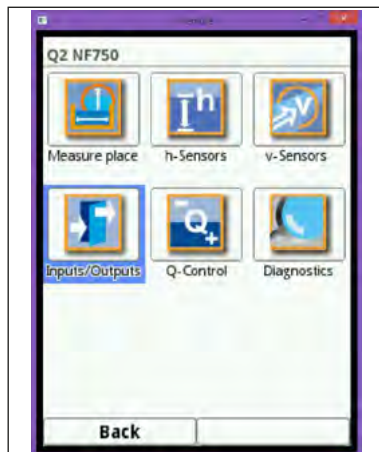 Q2 NF750
Measure place h-Sensors v-Sensors
Inputs/Outputs Q-Control Diagnostics
Back